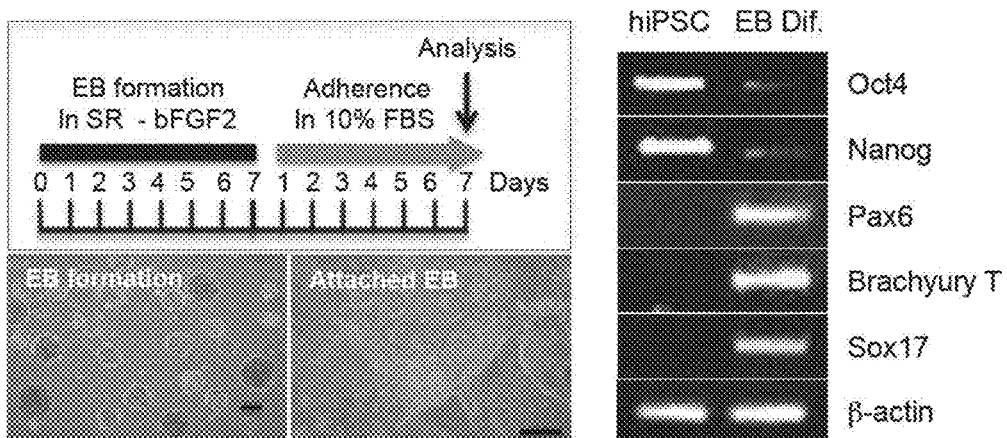 Analysis
EB formation
In SR - bFGF2
Adherence
In 10% FBS
0 1 2 3 4 5 6 7 1 2 3 4 5 6 7 Days
EB formation
Attached EB
hiPSC EB Dif.
Oct4
Nanog
Pax6
Brachyury T
Sox17
β-actin